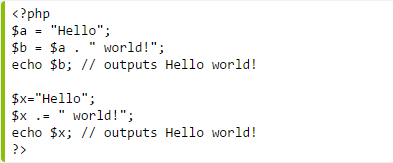 <?php
$a = "Hello";
$b = $a . " world!";
echo $b; // outputs Hello world!

$x="Hello";
$x .= " world!";
echo $x; // outputs Hello world!
?>